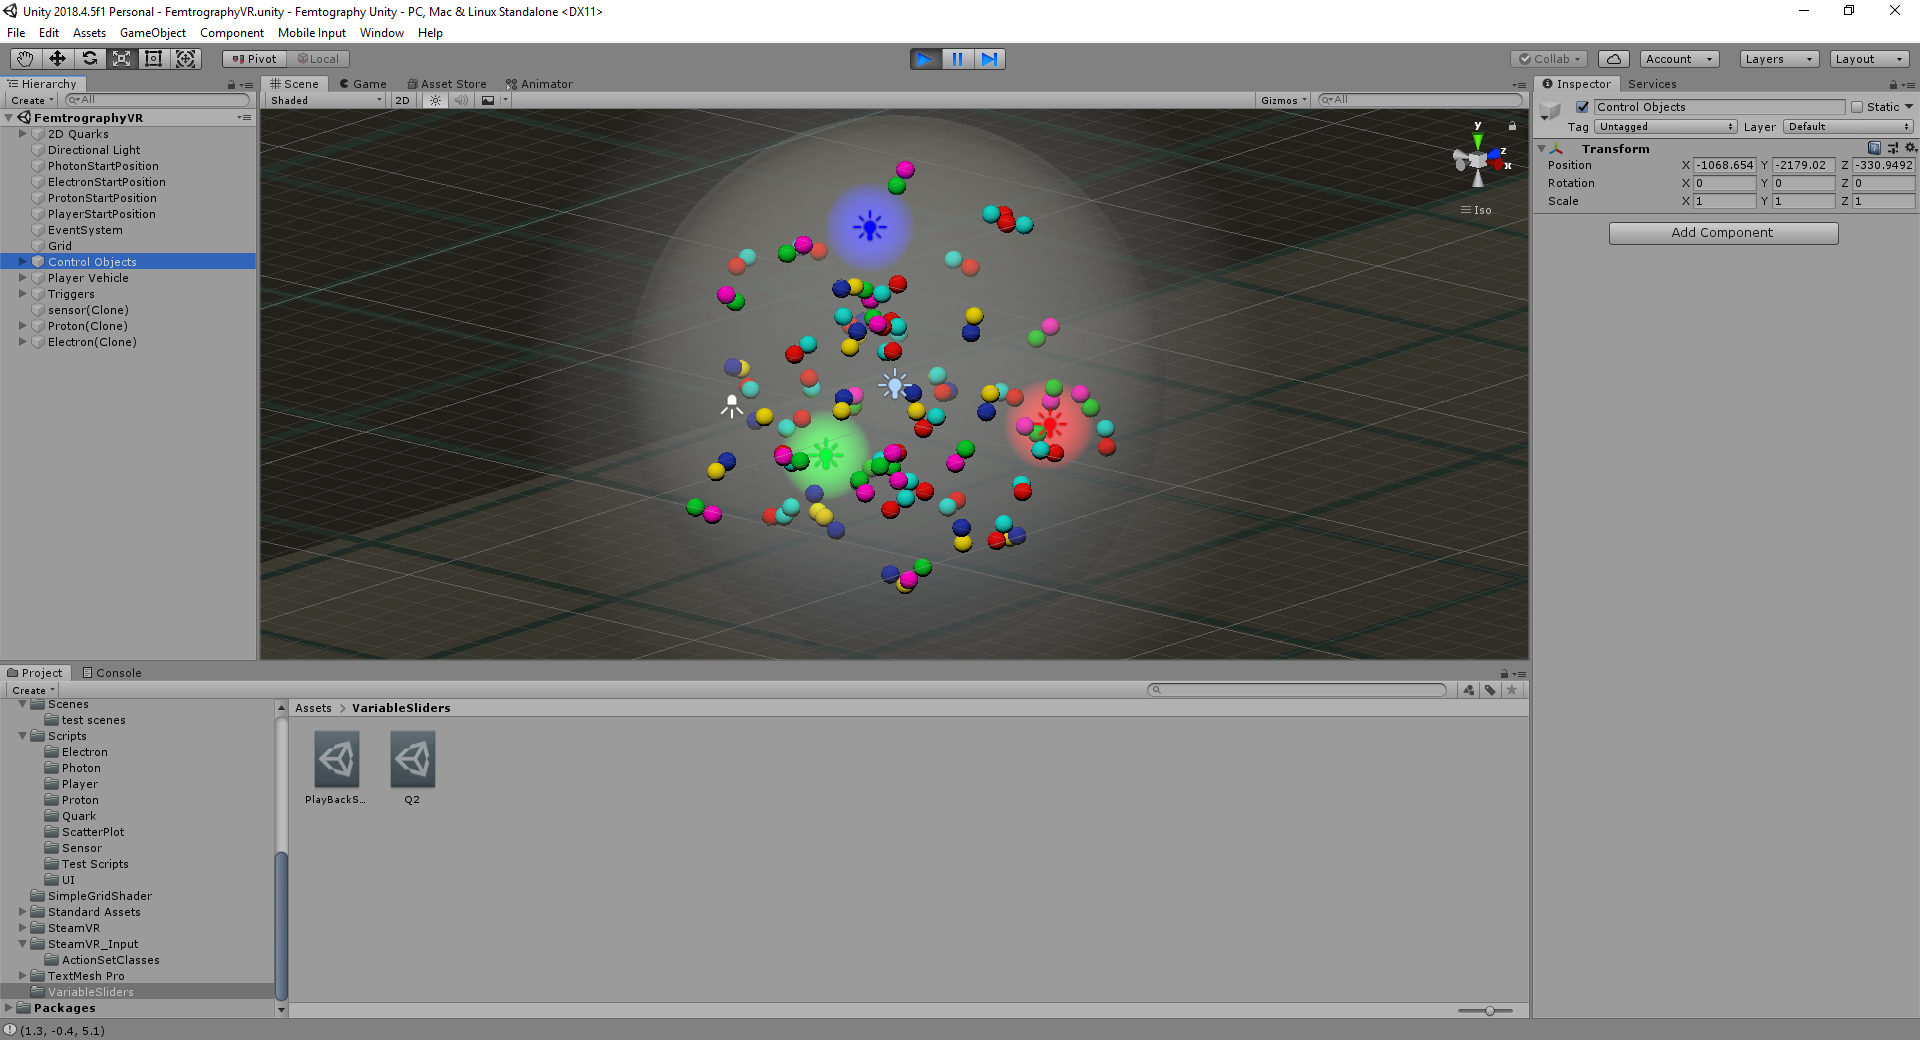 Unity 2018.4.5f1 Personal - FemtrographyVR.unity - Femtography Unity - PC, Mac & Linux Standalone <DX11>
File Edit Assets GameObject Component Mobile Input Window Help
Pivot Local Collab Account Layers Layout
Hierarchy
Create All
FemtrographyVR
2D Quarks
Directional Light
PhotonStartPosition
ElectronStartPosition
ProtonStartPosition
PlayerStartPosition
EventSystem
Grid
Control Objects
Player Vehicle
Triggers
sensor(Clone)
Proton(Clone)
Electron(Clone)
Scene Game Asset Store Animator
Shaded 2D Gizmos All
y
z
x
Iso
Inspector Services
Control Objects Static
Tag Untagged Layer Default
Transform
Position X -1068.654 Y -2179.02 Z -330.9492
Rotation X 0 Y 0 Z 0
Scale X 1 Y 1 Z 1
Add Component
Project Console
Create
Scenes
test scenes
Scripts
Electron
Photon
Player
Proton
Quark
ScatterPlot
Sensor
Test Scripts
UI
SimpleGridShader
Standard Assets
SteamVR
SteamVR_Input
ActionSetClasses
TextMesh Pro
VariableSliders
Packages
Assets > VariableSliders
PlayBackS... Q2
(1.3, -0.4, 5.1)